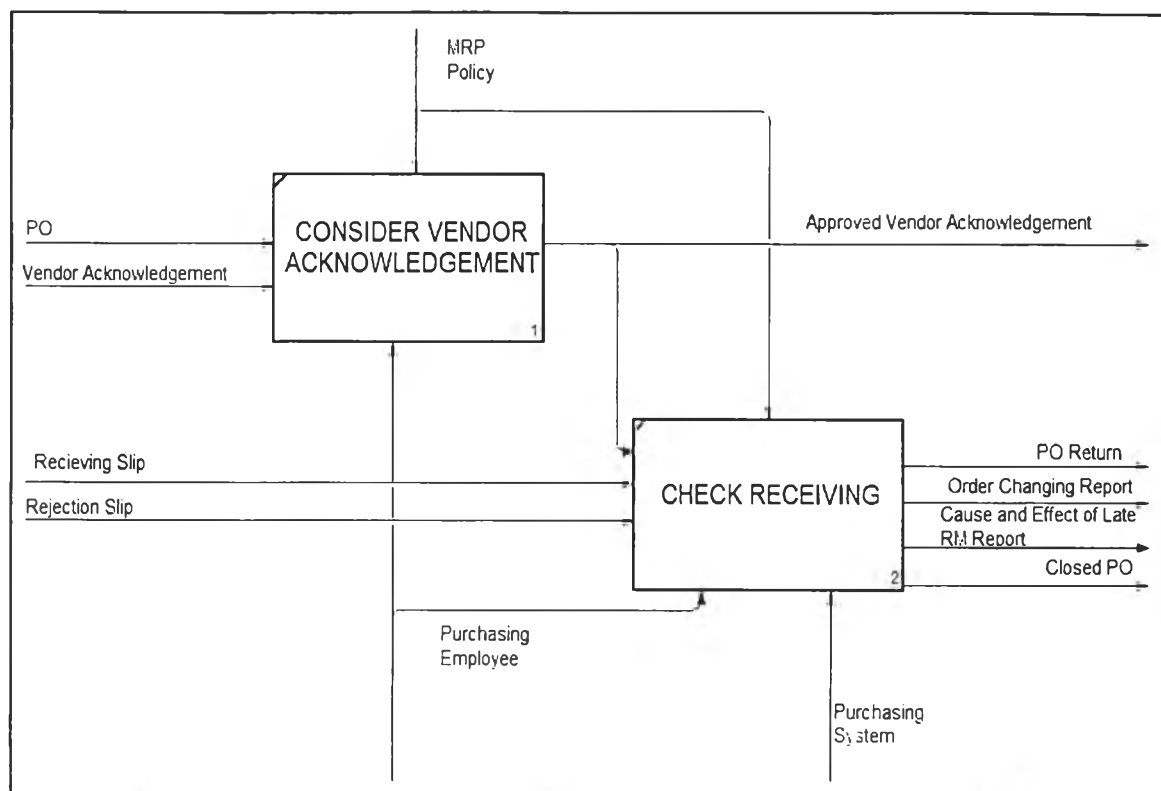 MRP
Policy
PO
CONSIDER VENDOR
ACKNOWLEDGEMENT
Approved Vendor Acknowledgement
Vendor Acknowledgement
1
Recieving Slip
Rejection Slip
CHECK RECEIVING
PO Return
Order Changing Report
Cause and Effect of Late
RM Report
Closed PO
2
Purchasing
Employee
Purchasing
System